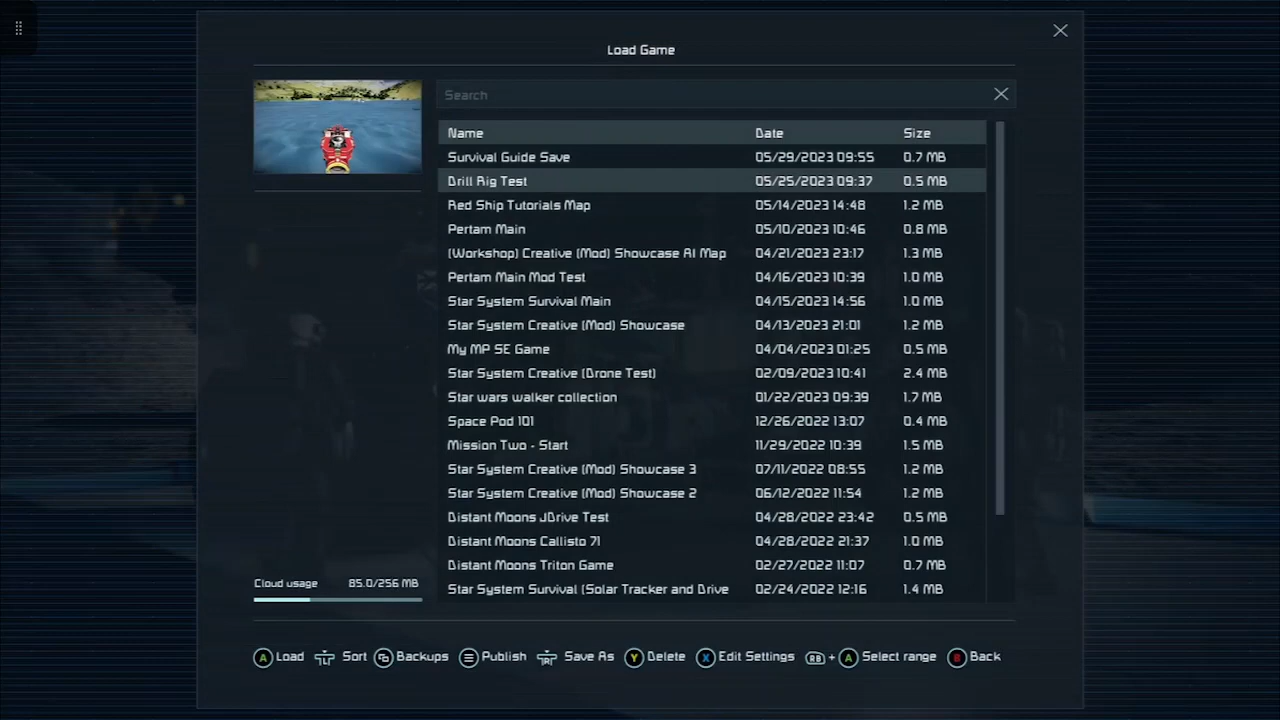 Load Game
Search
Name Date Size
Survival Guide Save 05/29/2023 09:55 0.7 MB
Drill Rig Test 05/25/2023 09:37 0.5 MB
Red Ship Tutorials Map 05/14/2023 14:48 1.2 MB
Pertam Main 05/10/2023 10:46 0.8 MB
(Workshop) Creative (Mod) Showcase AI Map 04/21/2023 23:17 1.3 MB
Pertam Main Mod Test 04/16/2023 10:39 1.0 MB
Star System Survival Main 04/15/2023 14:56 1.0 MB
Star System Creative (Mod) Showcase 04/13/2023 21:01 1.2 MB
My MP SE Game 04/04/2023 01:25 0.5 MB
Star System Creative (Drone Test) 02/09/2023 10:41 2.4 MB
Star wars walker collection 01/22/2023 09:39 1.7 MB
Space Pod 101 12/26/2022 13:07 0.4 MB
Mission Two - Start 11/29/2022 10:39 1.5 MB
Star System Creative (Mod) Showcase 3 07/11/2022 08:55 1.2 MB
Star System Creative (Mod) Showcase 2 06/12/2022 11:54 1.2 MB
Distant Moons JDrive Test 04/28/2022 23:42 0.5 MB
Distant Moons Callisto 71 04/28/2022 21:37 1.0 MB
Distant Moons Triton Game 02/27/2022 11:07 0.7 MB
Star System Survival (Solar Tracker and Drive 02/24/2022 12:16 1.4 MB
Cloud usage 85.0/256 MB
A Load L Sort Backups Publish R Save As Y Delete X Edit Settings RB + A Select range B Back